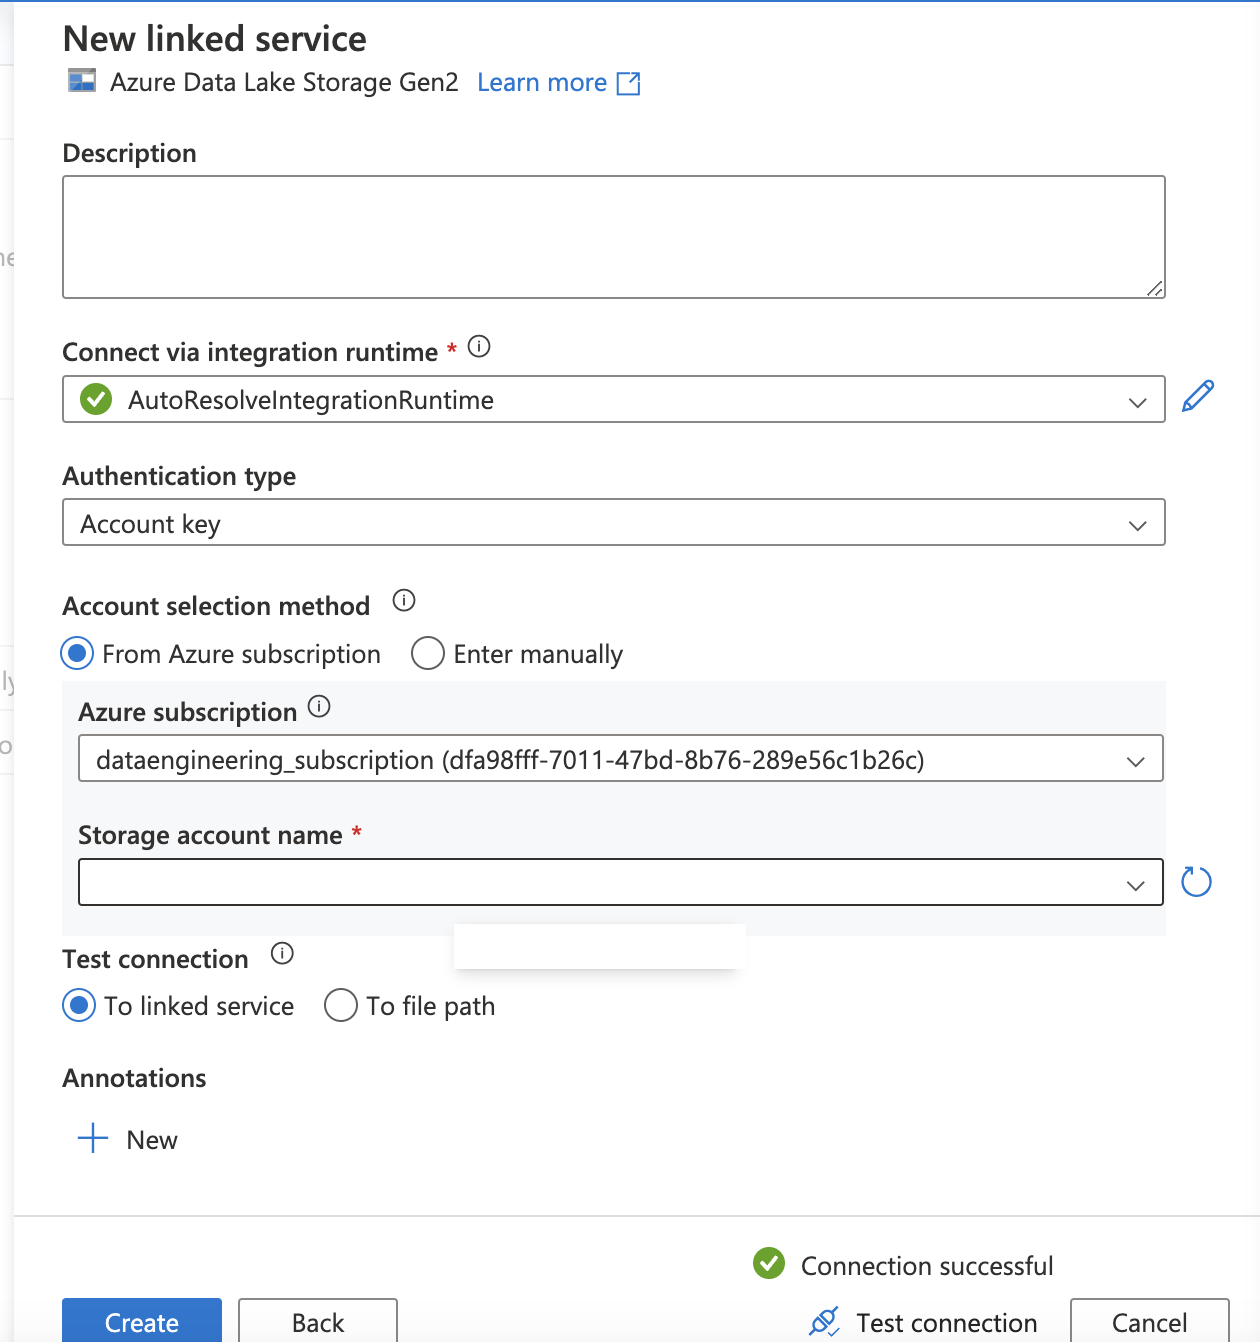 New linked service
Azure Data Lake Storage Gen2 Learn more
Description
Connect via integration runtime *
AutoResolveIntegrationRuntime
Authentication type
Account key
Account selection method
From Azure subscription Enter manually
Azure subscription
dataengineering_subscription (dfa98fff-7011-47bd-8b76-289e56c1b26c)
Storage account name *
Test connection
To linked service To file path
Annotations
New
Connection successful
Create Back Test connection Cancel